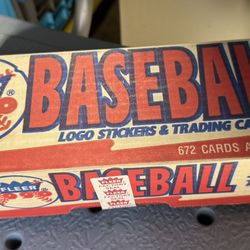 BASEBAL
LOGO STICKERS & TRADING CA
672 CARDS A
FLEER
BASEBALL